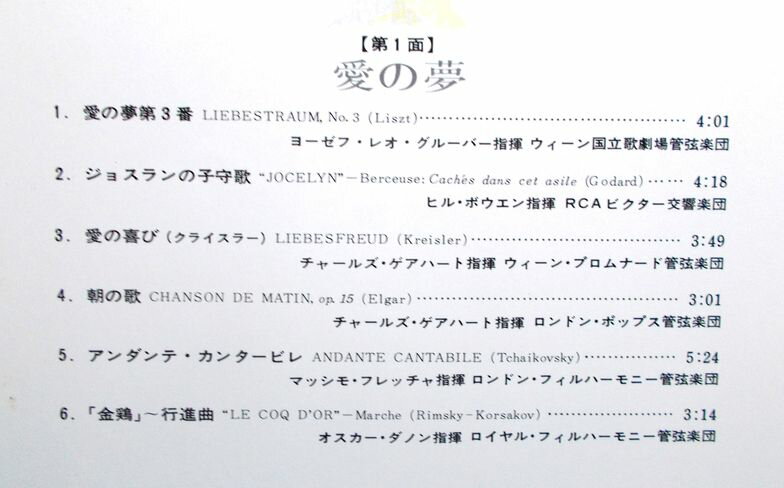 【第1面】
愛の夢
1. 愛の夢第3番 LIEBESTRAUM, No. 3 (Liszt)……………………………………… 4:01
ヨーゼフ・レオ・グルーバー指揮 ウィーン国立歌劇場管弦楽団
2. ジョスランの子守歌 “JOCELYN”—Berceuse: Cachés dans cet asile (Godard) …… 4:18
ヒル・ボウエン指揮 RCAビクター交響楽団
3. 愛の喜び (クライスラー) LIEBESFREUD (Kreisler)……………………………… 3:49
チャールズ・ゲアハート指揮 ウィーン・プロムナード管弦楽団
4. 朝の歌 CHANSON DE MATIN, op. 15 (Elgar) ……………………………………… 3:01
チャールズ・ゲアハート指揮 ロンドン・ポップス管弦楽団
5. アンダンテ・カンタービレ ANDANTE CANTABILE (Tchaikovsky)…………… 5:24
マッシモ・フレッチャ指揮 ロンドン・フィルハーモニー管弦楽団
6. 「金鶏」~行進曲 “LE COQ D'OR”—Marche (Rimsky-Korsakov) ………………… 3:14
オスカー・ダノン指揮 ロイヤル・フィルハーモニー管弦楽団